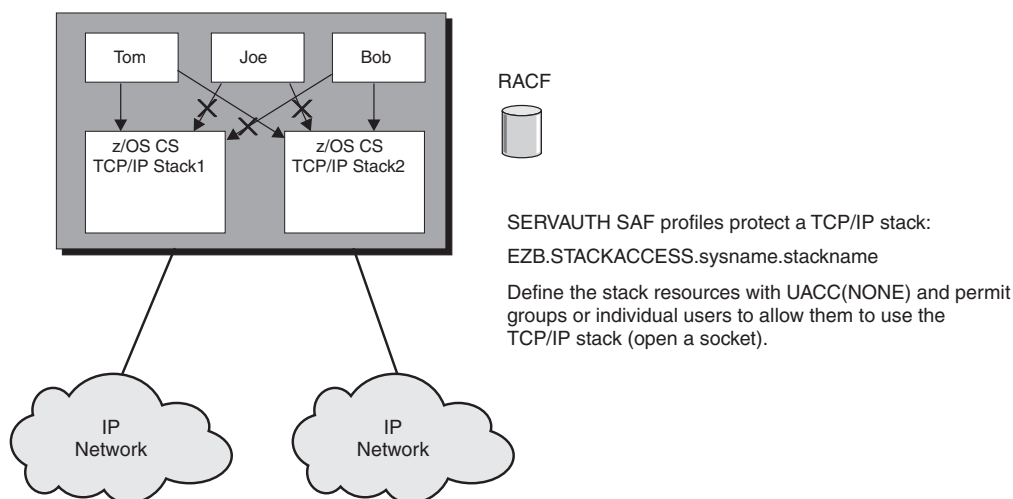 Tom
Joe
Bob
z/OS CS
TCP/IP Stack1
z/OS CS
TCP/IP Stack2
RACF
SERVAUTH SAF profiles protect a TCP/IP stack:
EZB.STACKACCESS.sysname.stackname
Define the stack resources with UACC(NONE) and permit
groups or individual users to allow them to use the
TCP/IP stack (open a socket).
IP
Network
IP
Network